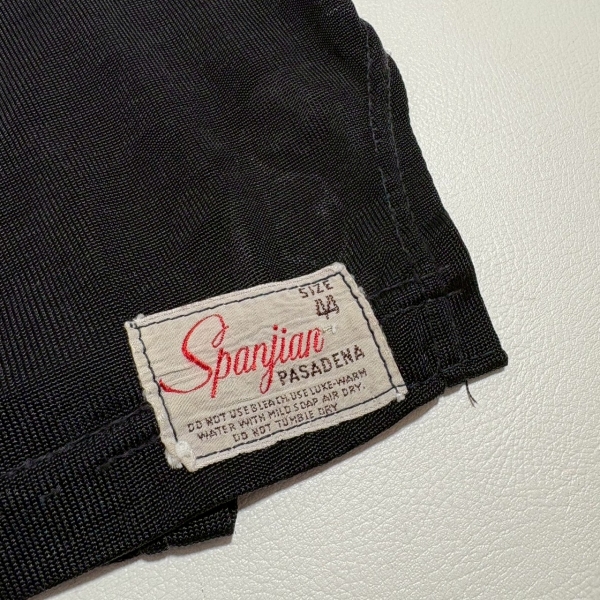 SIZE
44
Spanjian
PASADENA
DO NOT USE BLEACH. USE LUKE-WARM
WATER WITH MILD SOAP AIR DRY.
DO NOT TUMBLE DRY